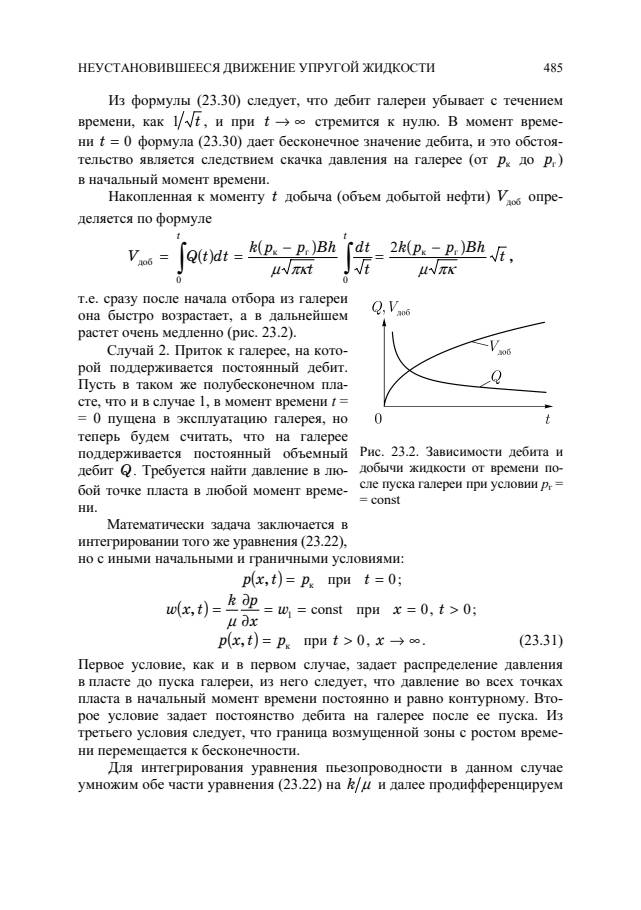 НЕУСТАНОВИВШЕЕСЯ ДВИЖЕНИЕ УПРУГОЙ ЖИДКОСТИ 485
Из формулы (23.30) следует, что дебит галереи убывает с течением
времени, как 1/√t, и при t → ∞ стремится к нулю. В момент време-
ни t = 0 формула (23.30) дает бесконечное значение дебита, и это обстоя-
тельство является следствием скачка давления на галерее (от pк до pг)
в начальный момент времени.
Накопленная к моменту t добыча (объем добытой нефти) Vдоб опре-
деляется по формуле
Vдоб = ∫₀ᵗ Q(t)dt = k(pк − pг)Bh / μ√πκt ∫₀ᵗ dt/√t = 2k(pк − pг)Bh / μ√πκ √t ,
т.е. сразу после начала отбора из галереи
она быстро возрастает, а в дальнейшем
растет очень медленно (рис. 23.2).
Случай 2. Приток к галерее, на кото-
рой поддерживается постоянный дебит.
Пусть в таком же полубесконечном пла-
сте, что и в случае 1, в момент времени t =
= 0 пущена в эксплуатацию галерея, но
теперь будем считать, что на галерее
поддерживается постоянный объемный
дебит Q. Требуется найти давление в лю-
бой точке пласта в любой момент време-
ни.
Математически задача заключается в
интегрировании того же уравнения (23.22),
Q, Vдоб
Vдоб
Q
0 t
Рис. 23.2. Зависимости дебита и
добычи жидкости от времени по-
сле пуска галереи при условии pг =
= const
но с иными начальными и граничными условиями:
p(x, t) = pк при t = 0;
w(x, t) = k/μ ∂p/∂x = w₁ = const при x = 0, t > 0;
p(x, t) = pк при t > 0, x → ∞. (23.31)
Первое условие, как и в первом случае, задает распределение давления
в пласте до пуска галереи, из него следует, что давление во всех точках
пласта в начальный момент времени постоянно и равно контурному. Вто-
рое условие задает постоянство дебита на галерее после ее пуска. Из
третьего условия следует, что граница возмущенной зоны с ростом време-
ни перемещается к бесконечности.
Для интегрирования уравнения пьезопроводности в данном случае
умножим обе части уравнения (23.22) на k/μ и далее продифференцируем